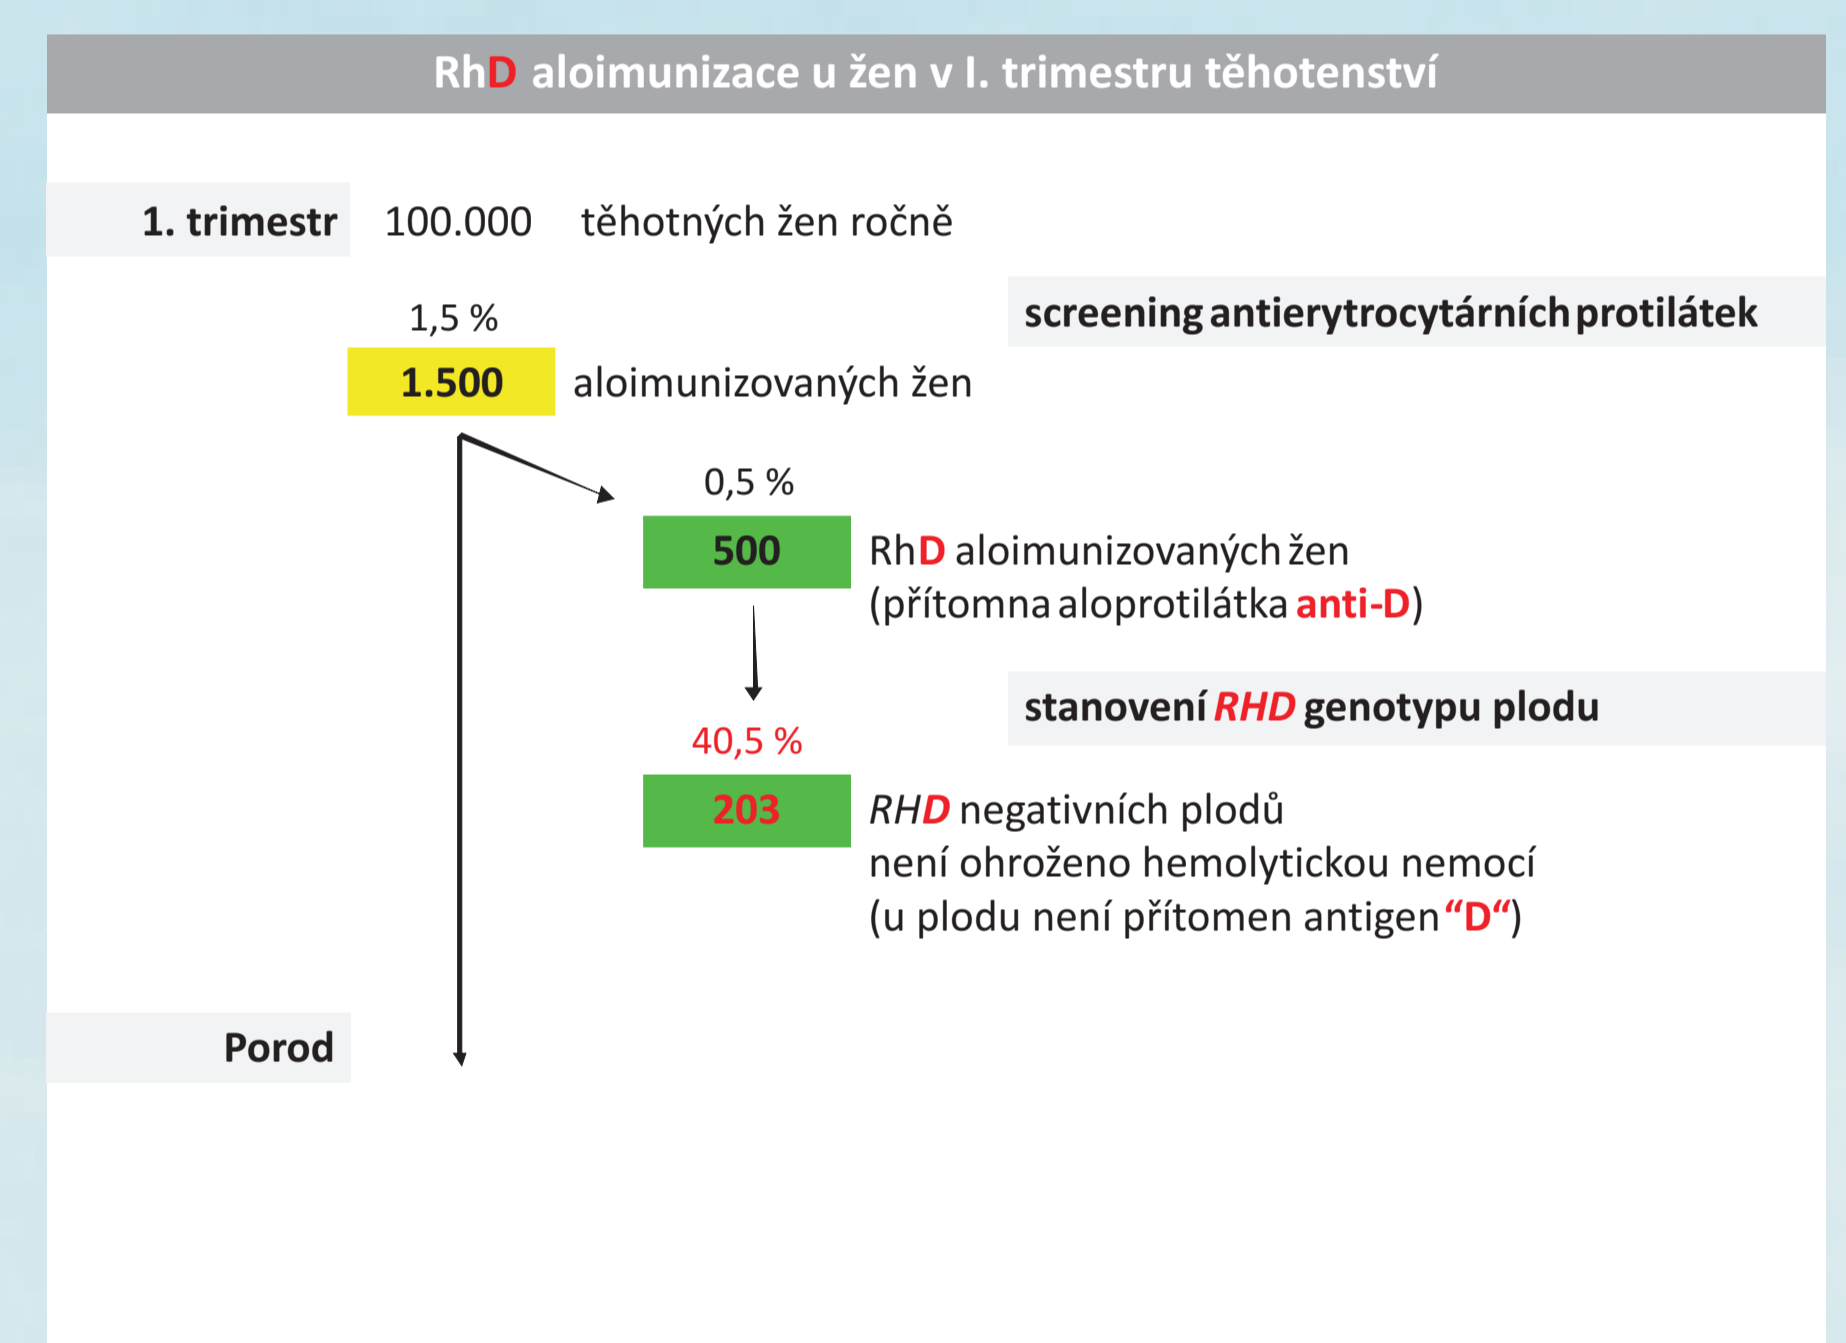 RhD aloimunizace u žen v I. trimestru těhotenství
1. trimestr 100.000 těhotných žen ročně
1,5 %
screening antierytrocytárních protilátek
1.500 aloimunizovaných žen
0,5 %
500 RhD aloimunizovaných žen
(přítomna aloprotilátka anti-D)
stanovení RHD genotypu plodu
40,5 %
203 RHD negativních plodů
není ohroženo hemolytickou nemocí
(u plodu není přítomen antigen “D“)
Porod